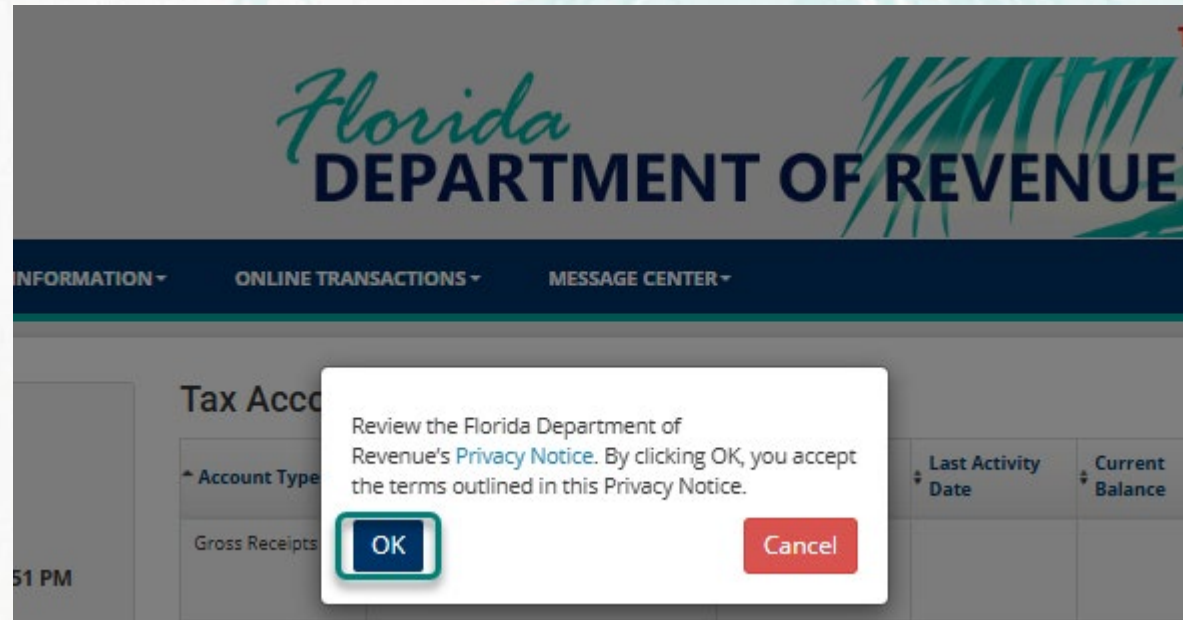 Florida
DEPARTMENT OF REVENUE
INFORMATION
ONLINE TRANSACTIONS
MESSAGE CENTER
Tax Acco
Review the Florida Department of
Revenue's Privacy Notice. By clicking OK, you accept
the terms outlined in this Privacy Notice.
Account Type
Last Activity
Date
Current
Balance
Gross Receipts
OK
Cancel
51 PM